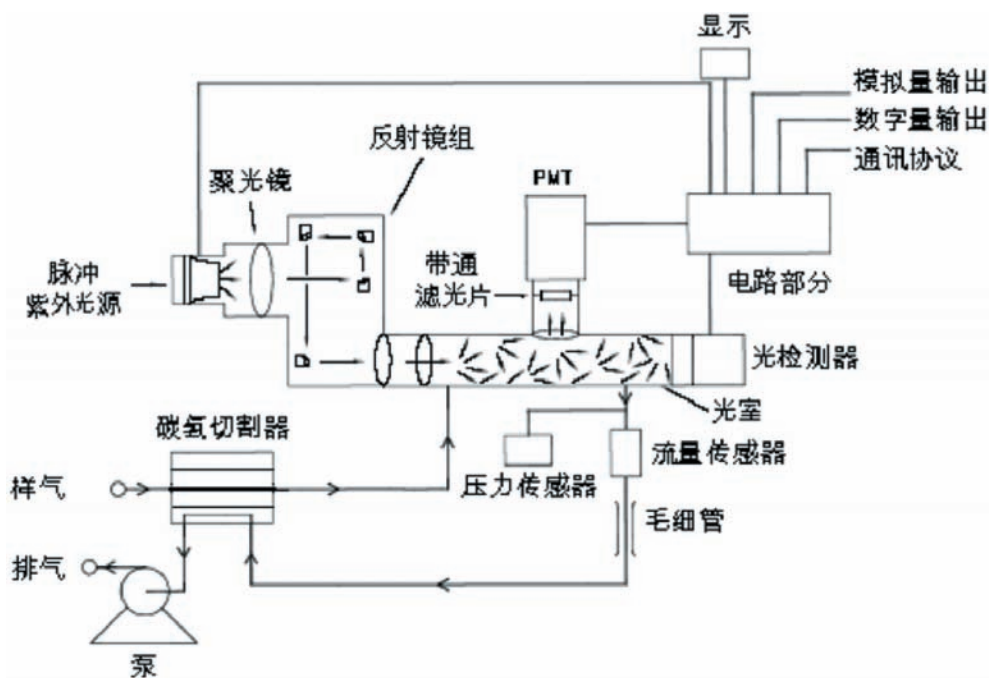 显示
模拟量输出
数字量输出
通讯协议
反射镜组
聚光镜
PMT
脉冲
紫外光源
带通
滤光片
电路部分
光检测器
光室
碳氢切割器
样气
压力传感器
流量传感器
毛细管
排气
泵